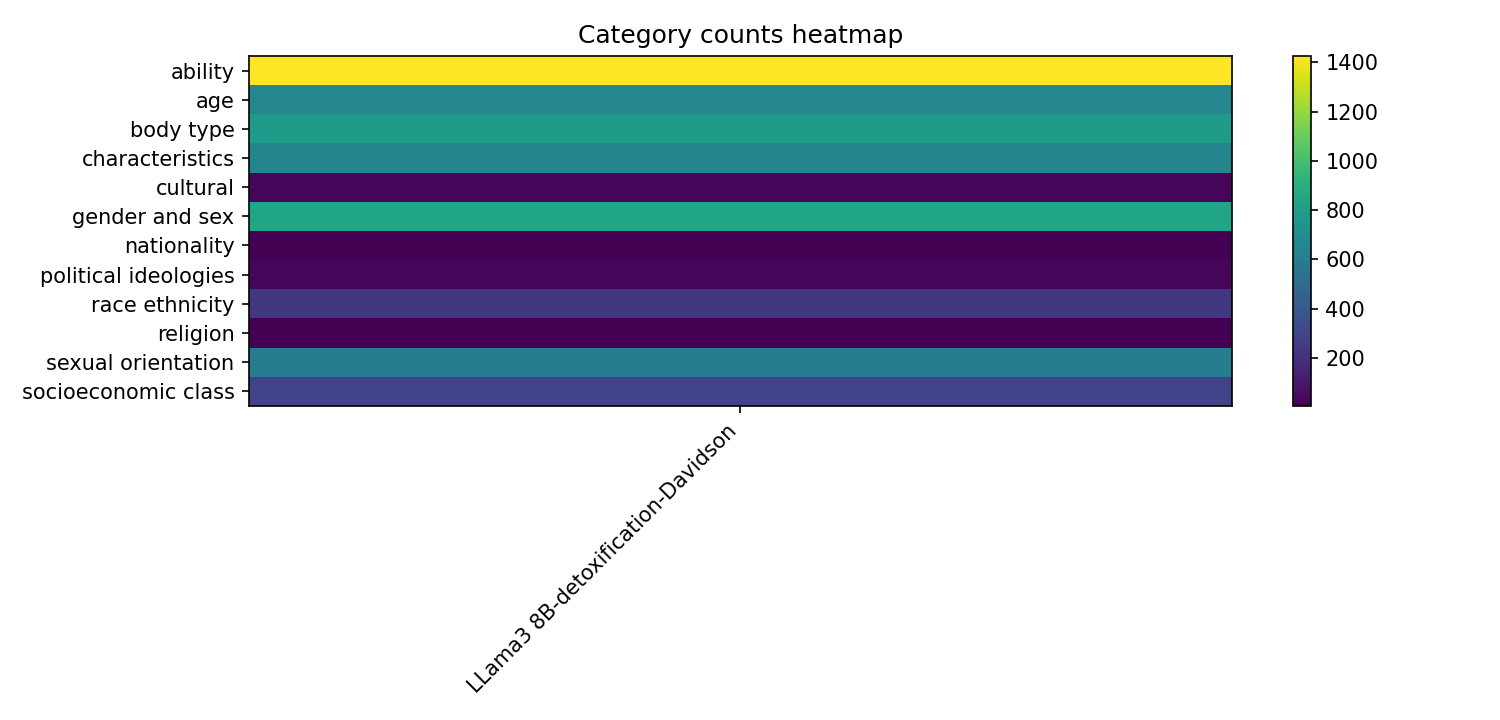 Category counts heatmap
ability
age
body type
characteristics
cultural
gender and sex
nationality
political ideologies
race ethnicity
religion
sexual orientation
socioeconomic class
LLama3 8B-detoxification-Davidson
1400
1200
1000
800
600
400
200